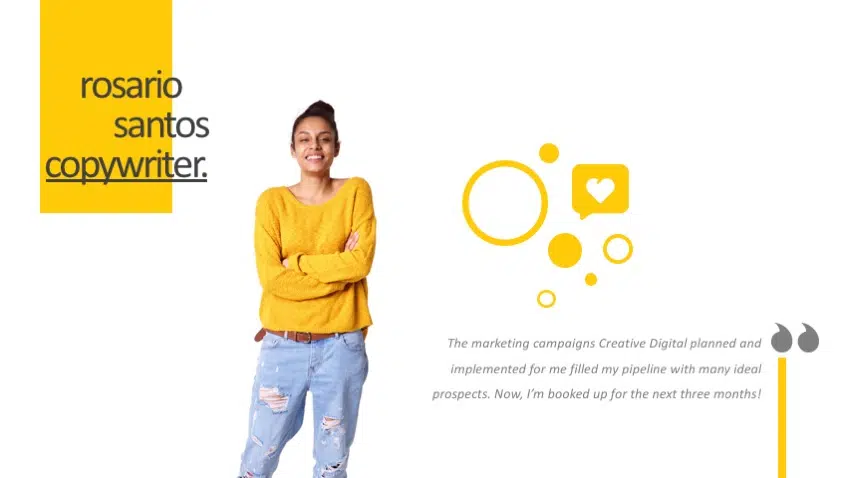 rosario
santos
copywriter.
The marketing campaigns Creative Digital planned and
implemented for me filled my pipeline with many ideal
prospects. Now, I’m booked up for the next three months!